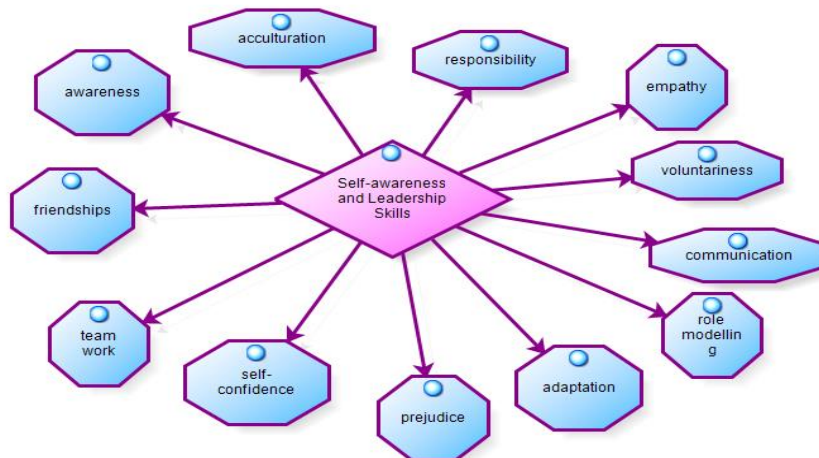 acculturation
responsibility
awareness
empathy
Self-awareness
and Leadership
Skills
voluntariness
friendships
communication
team
work
role
modellin
g
self-
confidence
adaptation
prejudice